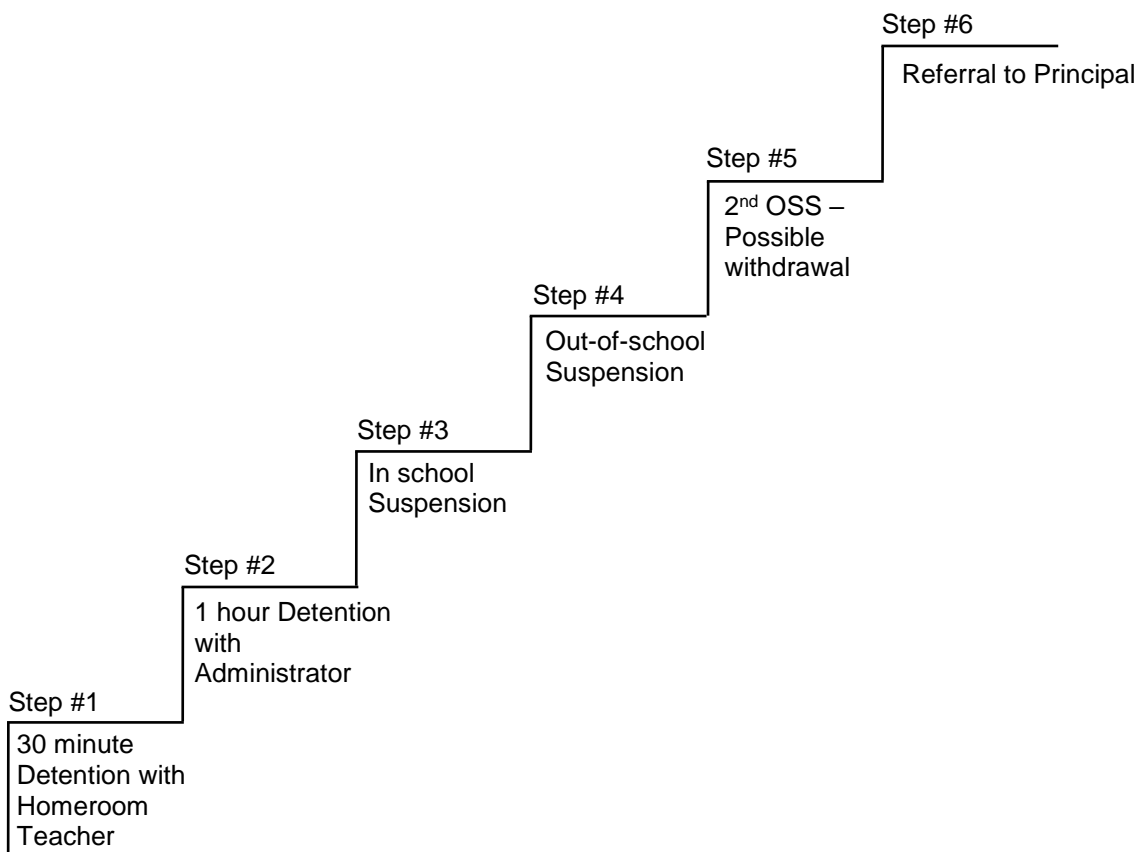 Step #6
Referral to Principal
Step #5
2nd OSS –
Possible
withdrawal
Step #4
Out-of-school
Suspension
Step #3
In school
Suspension
Step #2
1 hour Detention
with
Administrator
Step #1
30 minute
Detention with
Homeroom
Teacher